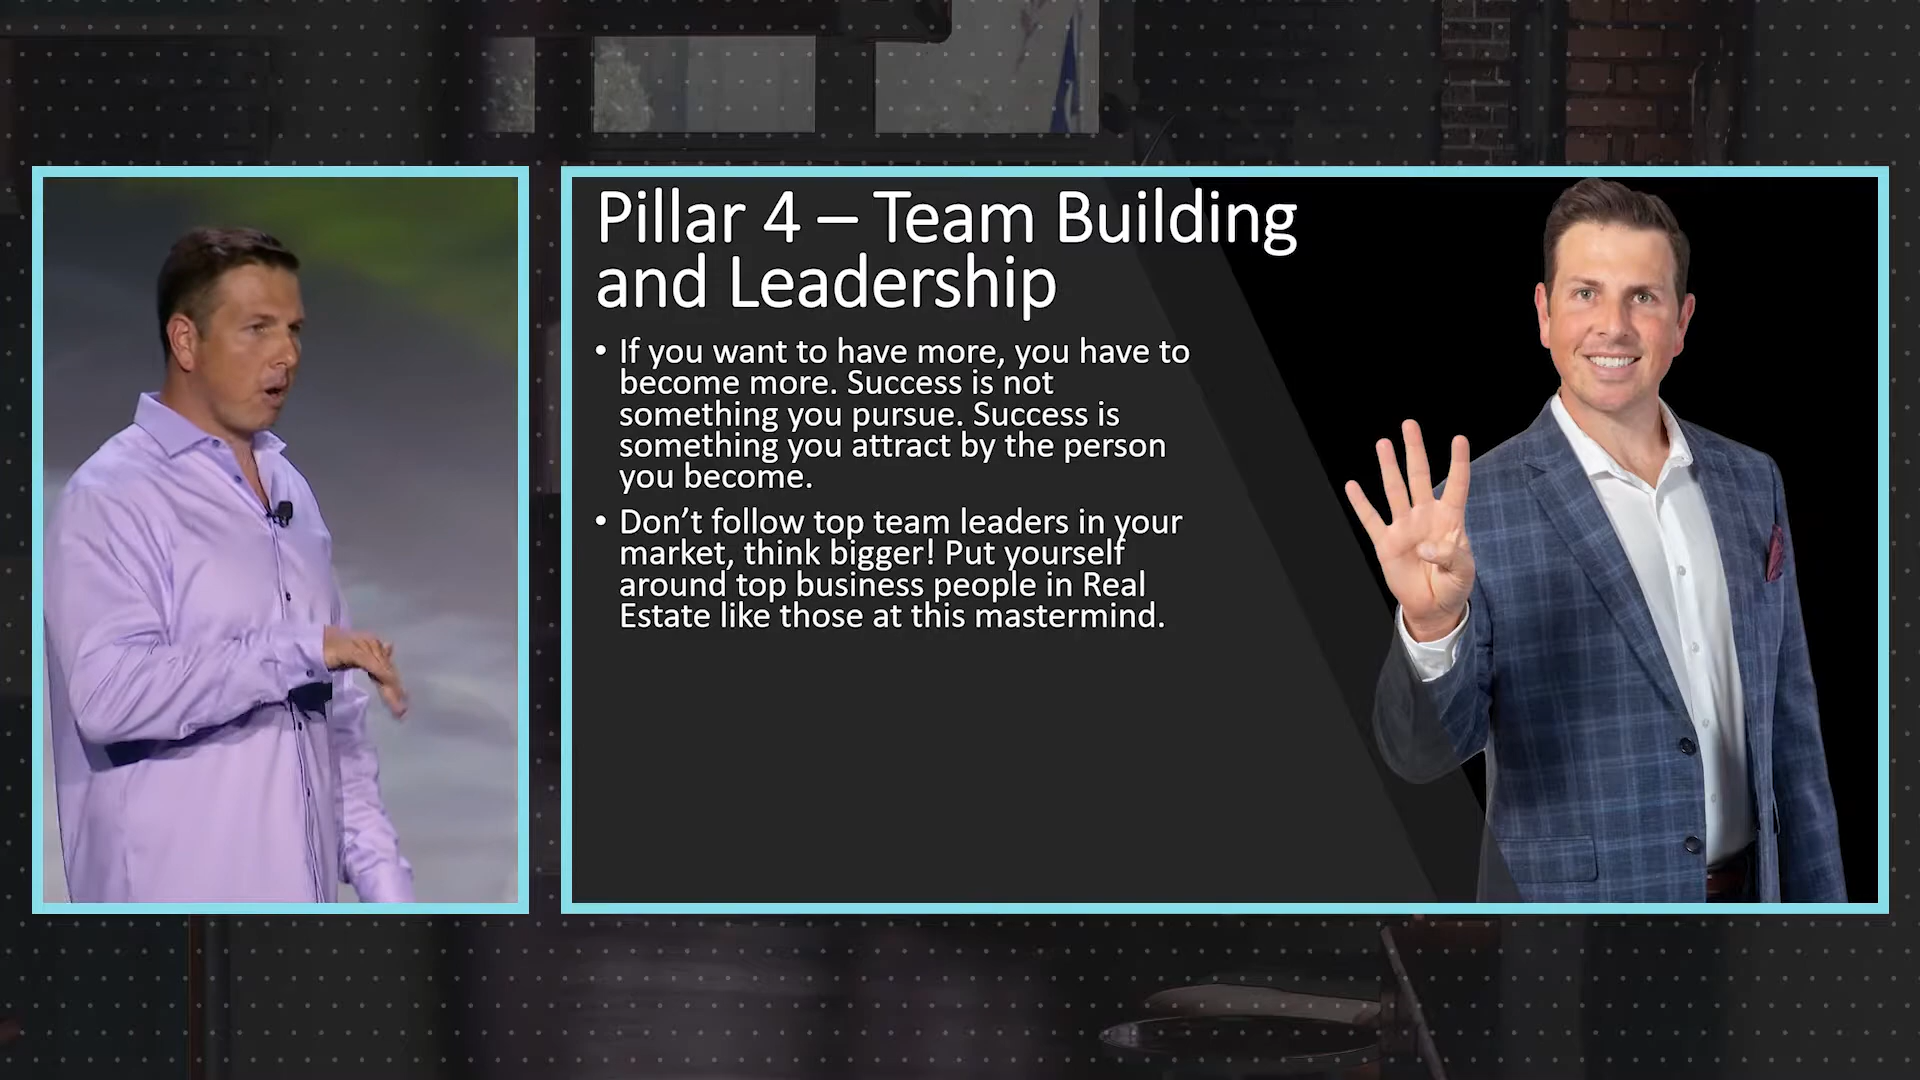 Pillar 4 – Team Building
and Leadership
• If you want to have more, you have to
become more. Success is not
something you pursue. Success is
something you attract by the person
you become.
• Don’t follow top team leaders in your
market, think bigger! Put yourself
around top business people in Real
Estate like those at this mastermind.